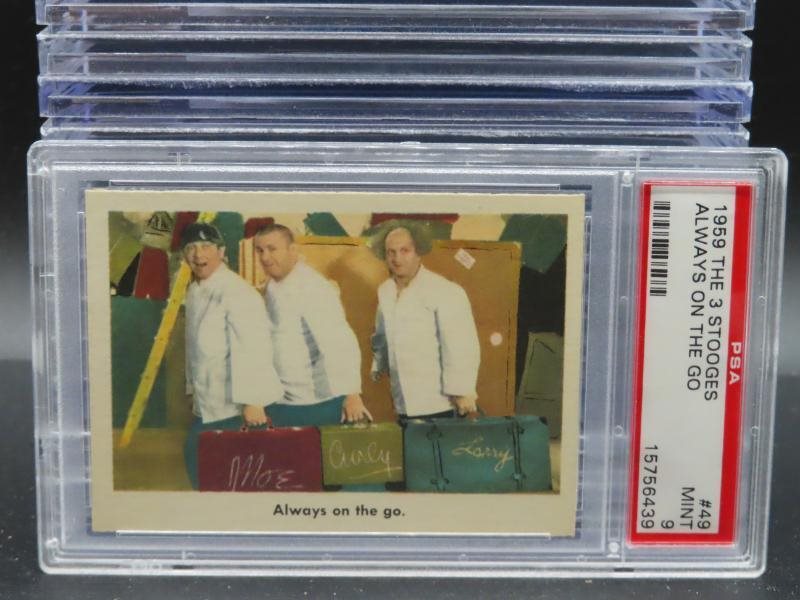 Moe
Curly
Larry
Always on the go.
1959 THE 3 STOOGES
ALWAYS ON THE GO
PSA
#49
MINT 9
15756439